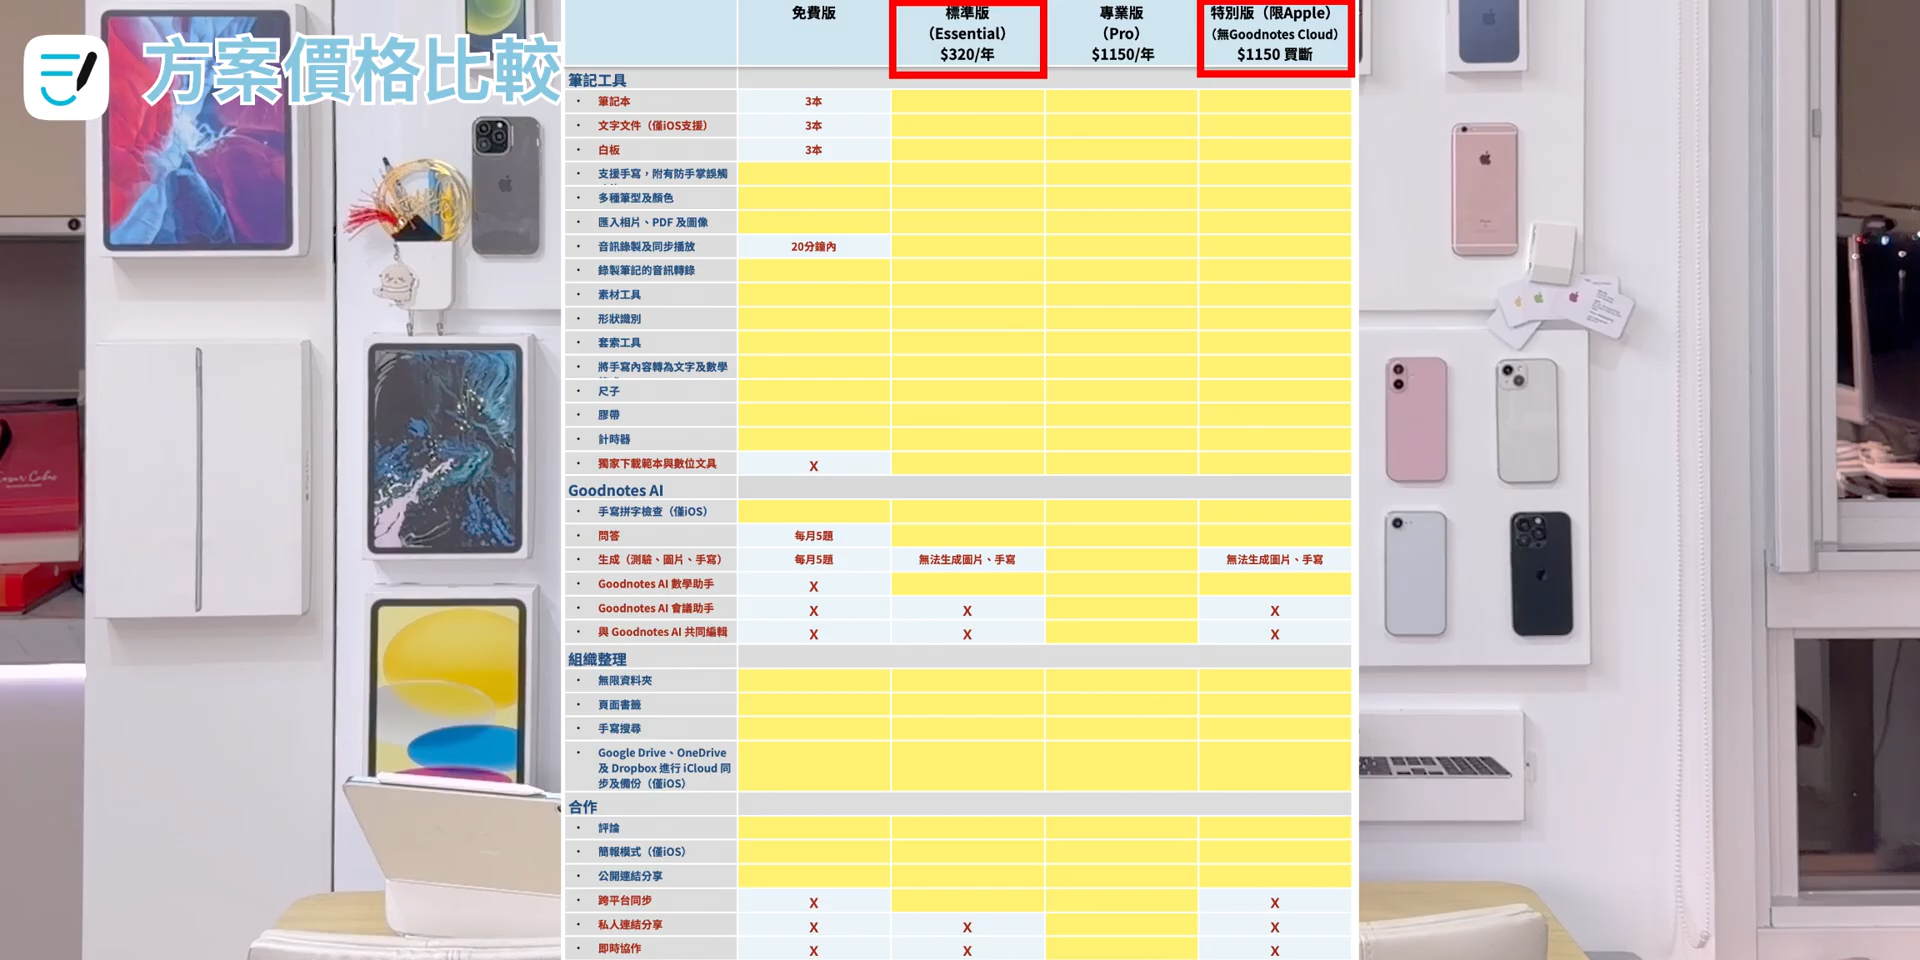 方案價格比較
免費版
標準版
(Essential)
$320/年
專業版
(Pro)
$1150/年
特別版（限Apple）
(無Goodnotes Cloud)
$1150 買斷
筆記工具
• 筆記本 3本
• 文字文件（僅iOS支援） 3本
• 白板 3本
• 支援手寫，附有防手掌誤觸
• 多種筆型及顏色
• 匯入相片、PDF 及圖像
• 音訊錄製及同步播放 20分鐘內
• 錄製筆記的音訊轉錄
• 素材工具
• 形狀識別
• 套索工具
• 將手寫內容轉為文字及數學
• 尺子
• 膠帶
• 計時器
• 獨家下載範本與數位文具 X
Goodnotes AI
• 手寫拼字檢查（僅iOS）
• 問答 每月5題
• 生成（測驗、圖片、手寫） 每月5題 無法生成圖片、手寫 無法生成圖片、手寫
• Goodnotes AI 數學助手 X
• Goodnotes AI 會議助手 X X X
• 與 Goodnotes AI 共同編輯 X X X
組織整理
• 無限資料夾
• 頁面書籤
• 手寫搜尋
• Google Drive、OneDrive
及 Dropbox 進行 iCloud 同
步及備份（僅iOS）
合作
• 評論
• 簡報模式（僅iOS）
• 公開連結分享
• 跨平台同步 X X
• 私人連結分享 X X X
• 即時協作 X X X